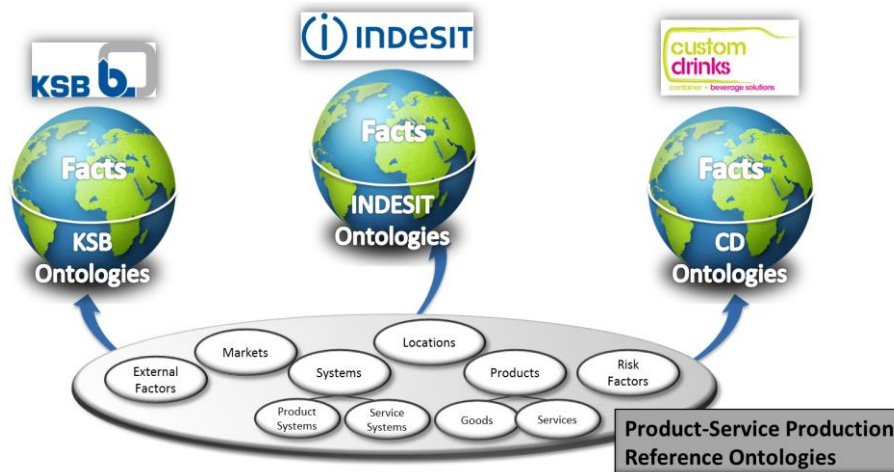 KSB b
INDESIT
custom
drinks
container + beverage solutions
Facts
KSB
Ontologies
Facts
INDESIT
Ontologies
Facts
CD
Ontologies
External
Factors
Markets
Systems
Locations
Products
Risk
Factors
Product
Systems
Service
Systems
Goods
Services
Product-Service Production
Reference Ontologies